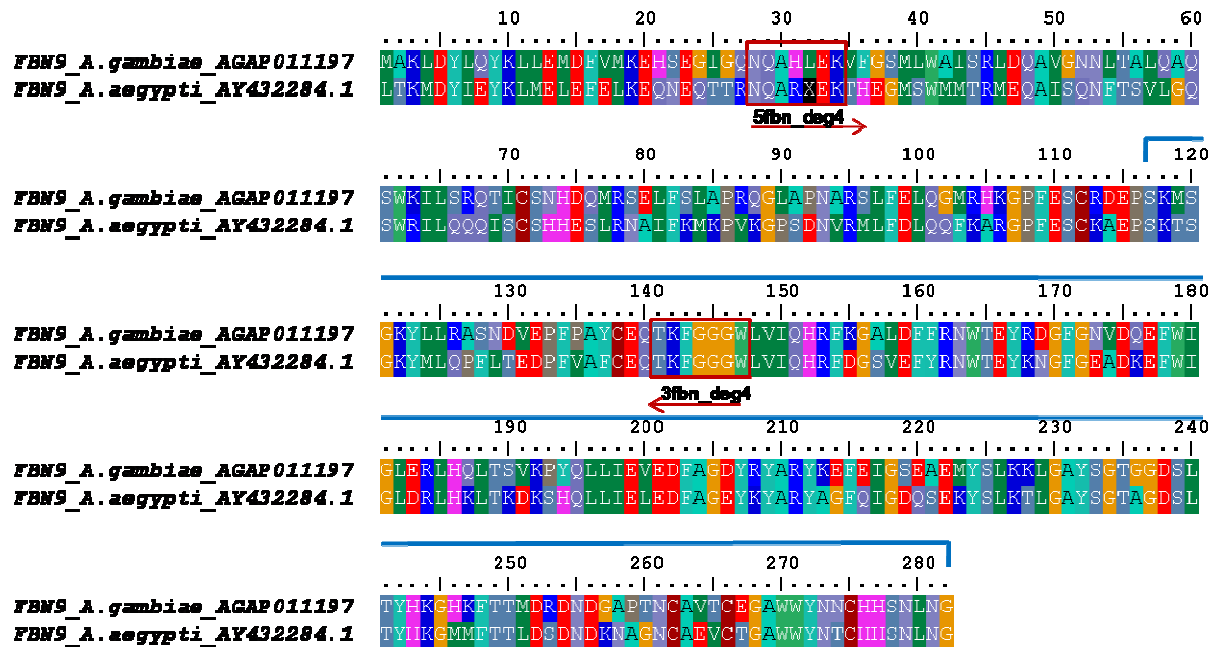 10 20 30 40 50 60
FBN9_A.gambiae_AGAP011197 MAKLDYLQYKLLEMDFVMKEHSEGIGQNQAHLEKVFGSMLWAISRLDQAVGNNLTALQAQ
FBN9_A.aegypti_AY432284.1 LTKMDYIEYKLMELEFELKEQNEQTTRNQARXEKTHEGMSWMMTRMEQAISQNFTSVLGQ
5fbn_deg4
70 80 90 100 110 120
FBN9_A.gambiae_AGAP011197 SWKILSRQTICSNHDQMRSELFSLAPRQGLAPNARSLFELQGMRHKGPFESCRDEPSKMS
FBN9_A.aegypti_AY432284.1 SWRILQQQISCSHHESLRNAIFKMKPVKGPSDNVRMLFDLQQFKARGPFESCKAEPSKTS
130 140 150 160 170 180
FBN9_A.gambiae_AGAP011197 GKYLLRASNDVEPFPAYCEQTKFGGGWLVIQHRFKGALDFFRNWTEYRDGFGNVDQEFWI
FBN9_A.aegypti_AY432284.1 GKYMLQPFLTEDPFVAFCEQTKFGGGWLVIQHRFDGSVEFYRNWTEYKNGFGEADKEFWI
3fbn_deg4
190 200 210 220 230 240
FBN9_A.gambiae_AGAP011197 GLERLHQLTSVKPYQLLIEVEDFAGDYRYARYKEFEIGSEAEMYSLKKLGAYSGTGGDSL
FBN9_A.aegypti_AY432284.1 GLDRLHKLTKDKSHQLLIELEDFAGEYKYARYAGFQIGDQSEKYSLKTLGAYSGTAGDSL
250 260 270 280
FBN9_A.gambiae_AGAP011197 TYHKGHKFTTMDRDNDGAPTNCAVTCEGAWWYNNCHHSNLNG
FBN9_A.aegypti_AY432284.1 TYHKGMMFTTLDSDNDKNAGNCAEVCTGAWWYNTCHHSNLNG